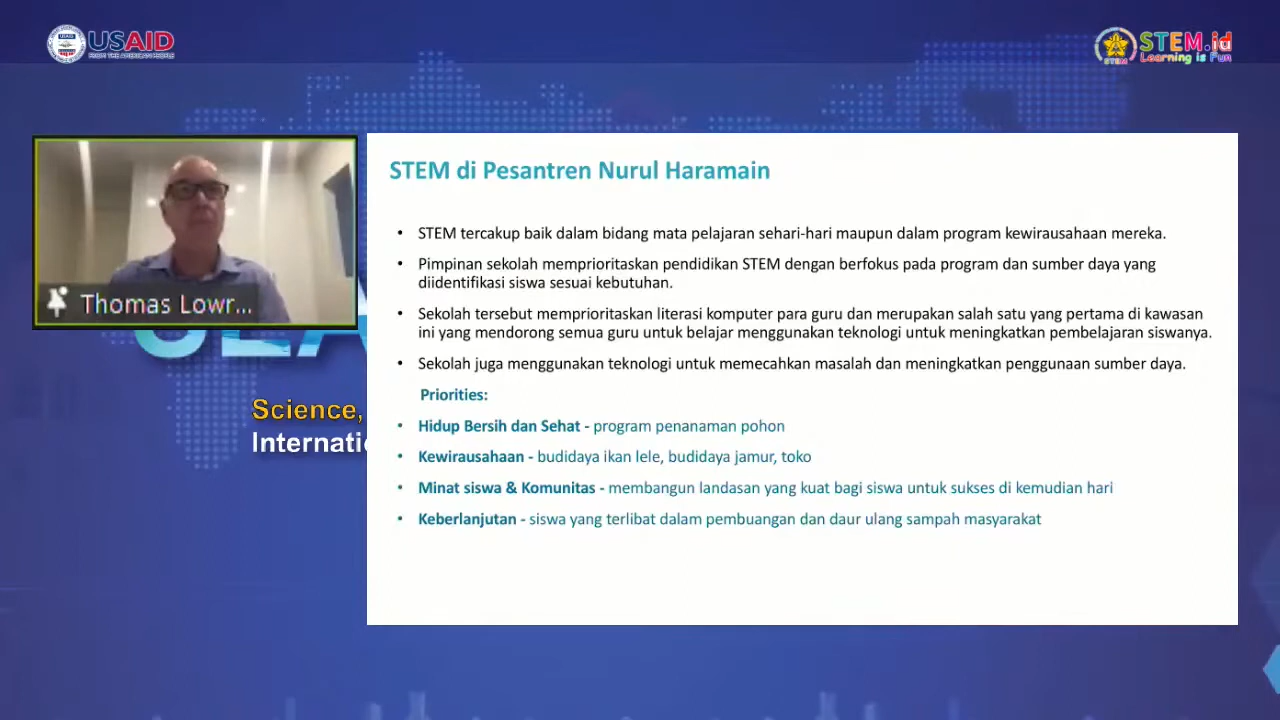 USAID
FROM THE AMERICAN PEOPLE
STEM.id
Learning is Fun
STEM
Thomas Lowr...
Science,
Internatio
STEM di Pesantren Nurul Haramain
• STEM tercakup baik dalam bidang mata pelajaran sehari-hari maupun dalam program kewirausahaan mereka.
• Pimpinan sekolah memprioritaskan pendidikan STEM dengan berfokus pada program dan sumber daya yang
diidentifikasi siswa sesuai kebutuhan.
• Sekolah tersebut memprioritaskan literasi komputer para guru dan merupakan salah satu yang pertama di kawasan
ini yang mendorong semua guru untuk belajar menggunakan teknologi untuk meningkatkan pembelajaran siswanya.
• Sekolah juga menggunakan teknologi untuk memecahkan masalah dan meningkatkan penggunaan sumber daya.
Priorities:
• Hidup Bersih dan Sehat - program penanaman pohon
• Kewirausahaan - budidaya ikan lele, budidaya jamur, toko
• Minat siswa & Komunitas - membangun landasan yang kuat bagi siswa untuk sukses di kemudian hari
• Keberlanjutan - siswa yang terlibat dalam pembuangan dan daur ulang sampah masyarakat